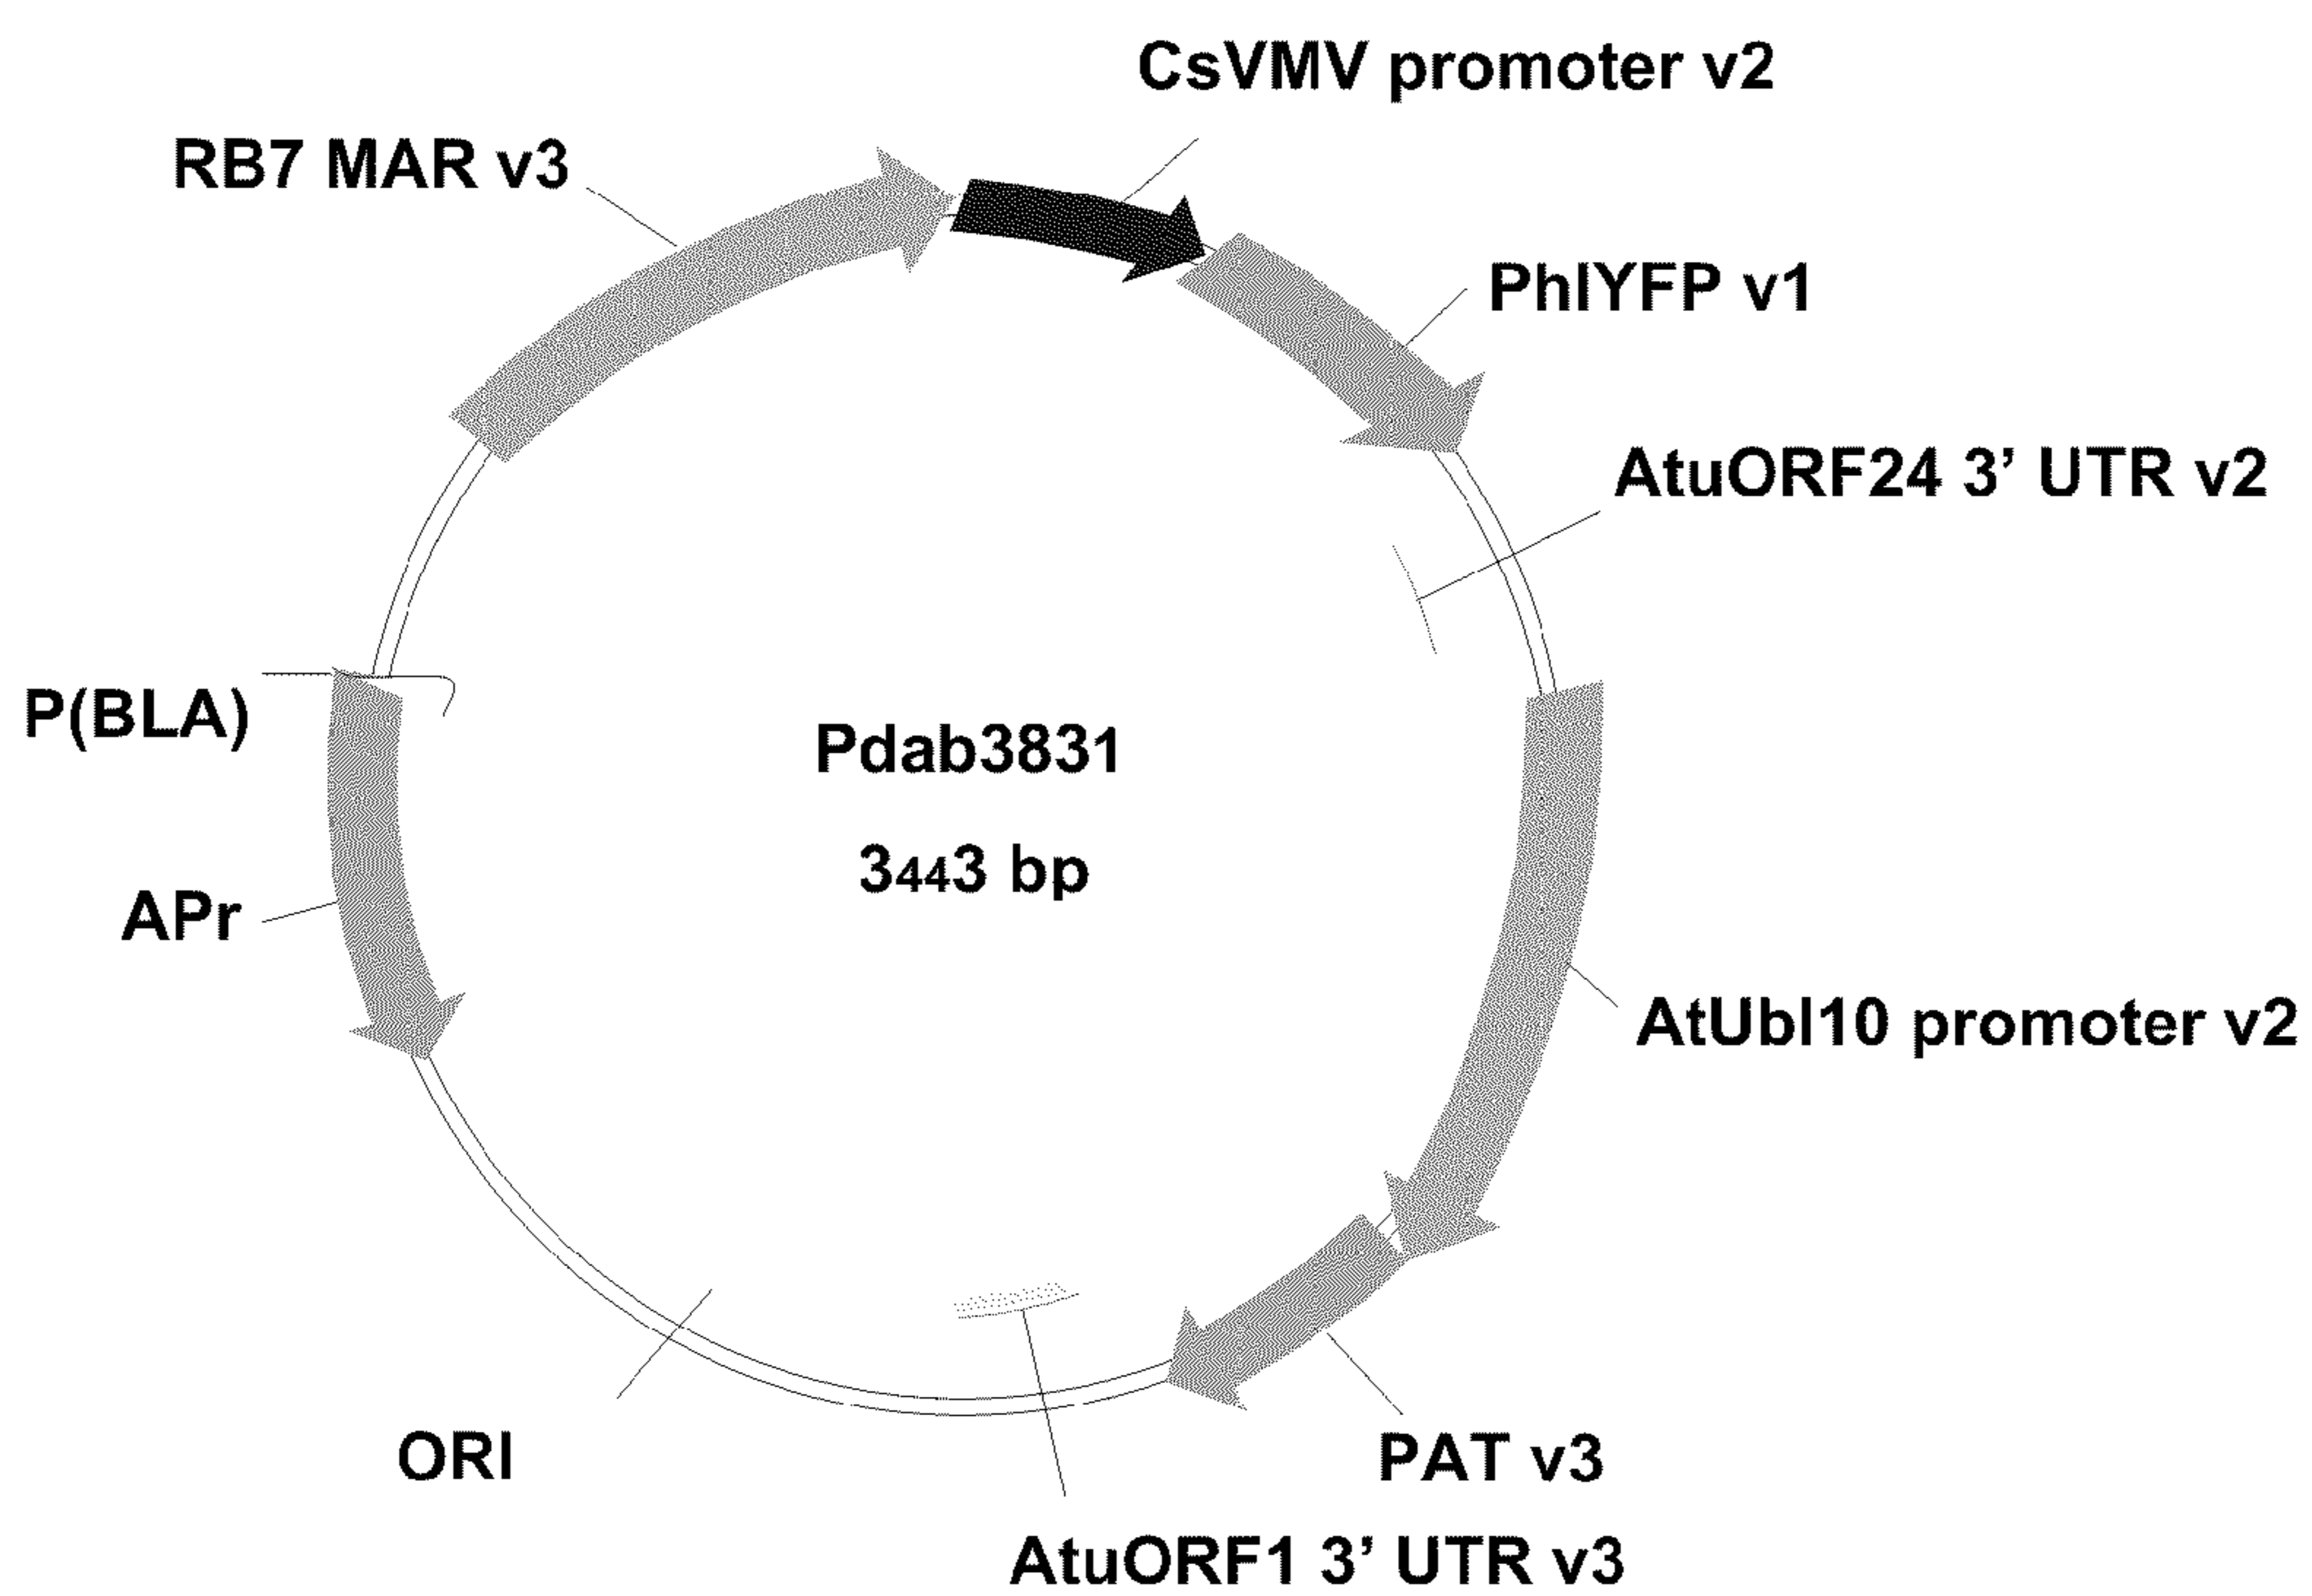 CsVMV promoter v2
RB7 MAR v3
PhlYFP v1
AtuORF24 3’ UTR v2
P(BLA)
Pdab3831
3443 bp
APr
AtUbl10 promoter v2
ORI
PAT v3
AtuORF1 3’ UTR v3